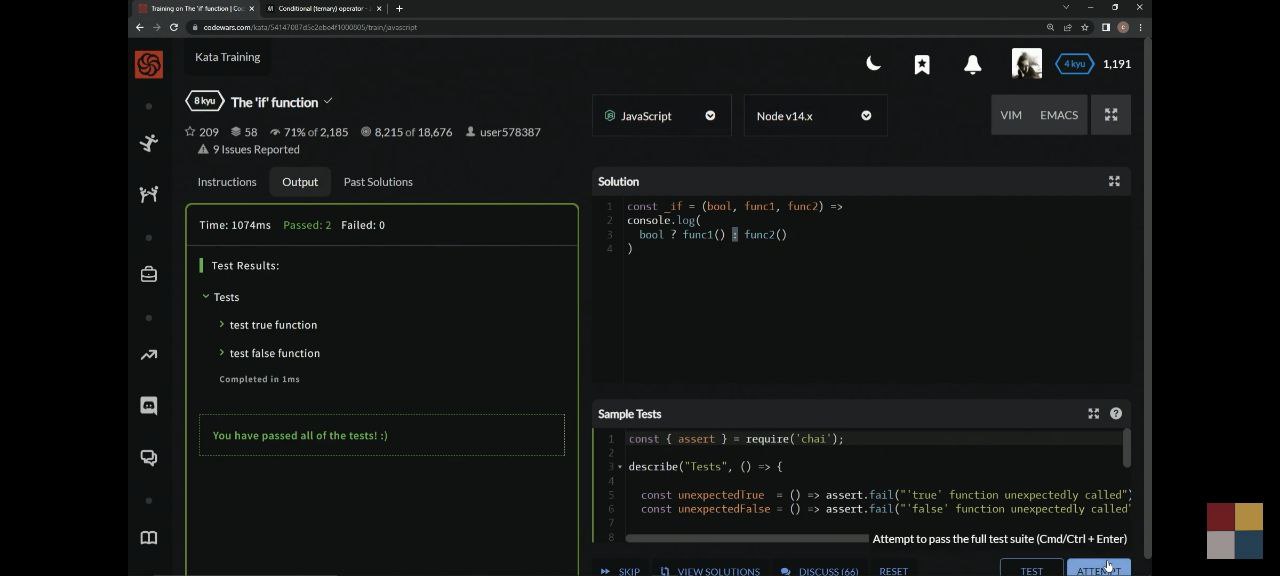 Training on The 'if' function | Cod
Conditional (ternary) operator - J
codewars.com/kata/54147087d5c2ebe4f1000805/train/javascript
Kata Training
4 kyu 1,191
8 kyu The 'if' function
209 58 71% of 2,185 8,215 of 18,676 user578387
9 Issues Reported
JavaScript
Node v14.x
VIM EMACS
Instructions Output Past Solutions
Time: 1074ms Passed: 2 Failed: 0
Test Results:
Tests
test true function
test false function
Completed in 1ms
You have passed all of the tests! :)
Solution
1 const _if = (bool, func1, func2) =>
2 console.log(
3 bool ? func1() : func2()
4 )
Sample Tests
1 const { assert } = require('chai');
2
3 describe("Tests", () => {
4
5 const unexpectedTrue = () => assert.fail("'true' function unexpectedly called")
6 const unexpectedFalse = () => assert.fail("'false' function unexpectedly called"
7
8
Attempt to pass the full test suite (Cmd/Ctrl + Enter)
SKIP VIEW SOLUTIONS DISCUSS (66) RESET TEST ATTEMPT